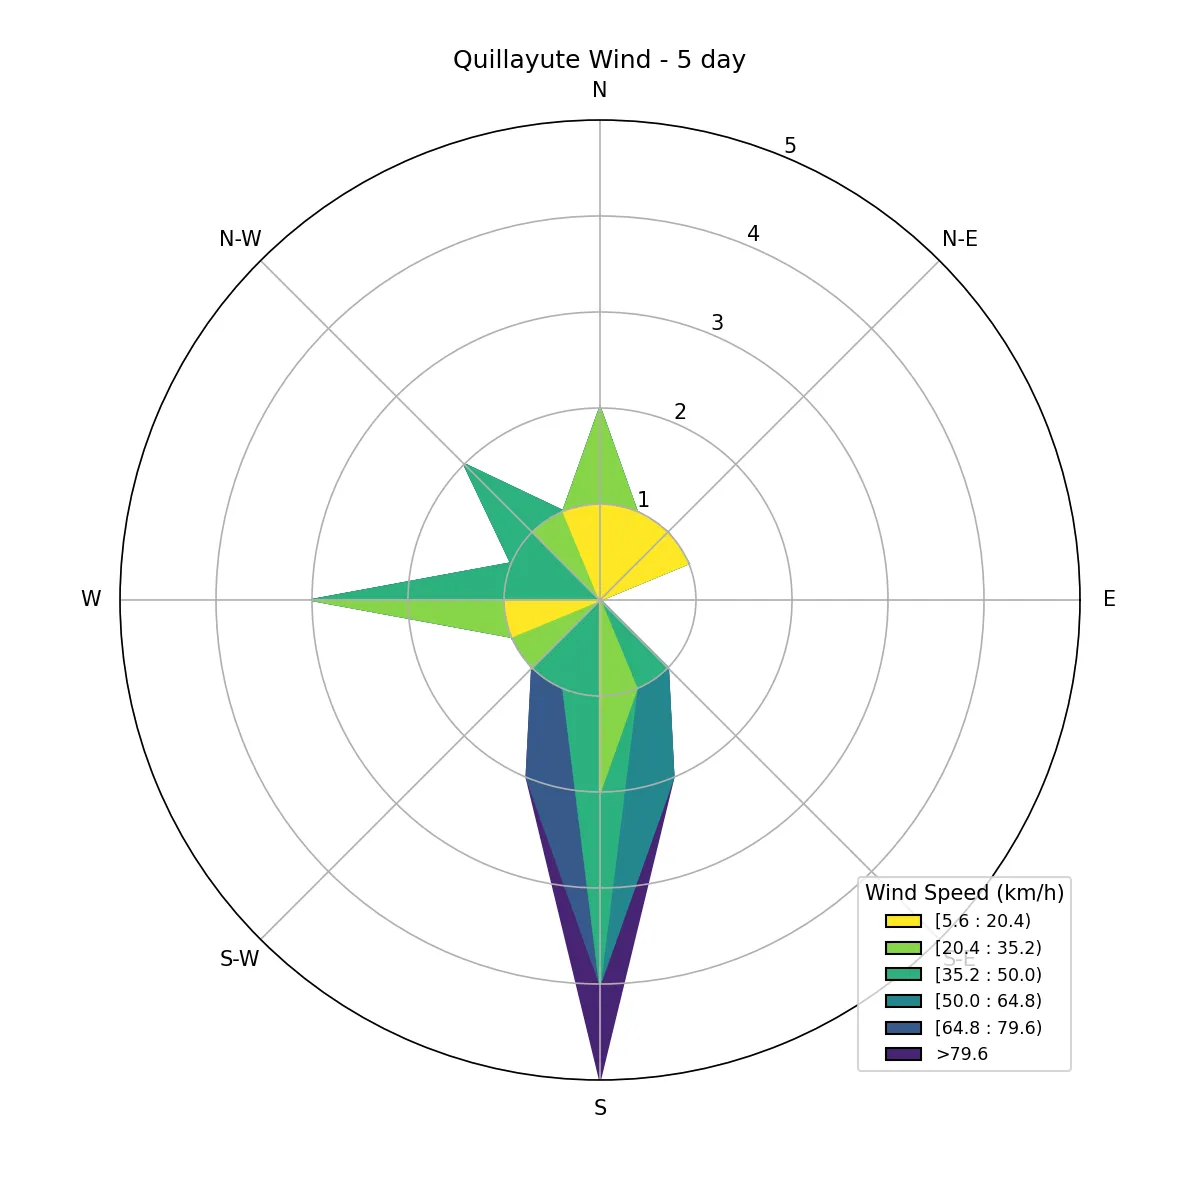 Quillayute Wind - 5 day
N
5
N-W
N-E
4
3
2
1
W
E
S-W
S-E
Wind Speed (km/h)
[5.6 : 20.4)
[20.4 : 35.2)
[35.2 : 50.0)
[50.0 : 64.8)
[64.8 : 79.6)
>79.6
S